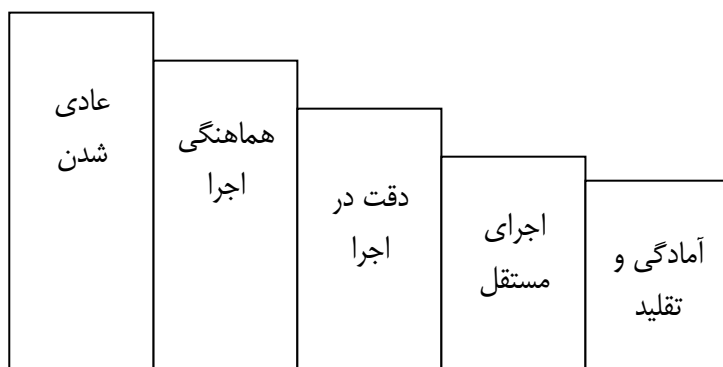 آمادگی و
تقلید
اجرای
مستقل
دقت در
اجرا
هماهنگی
اجرا
عادی
شدن